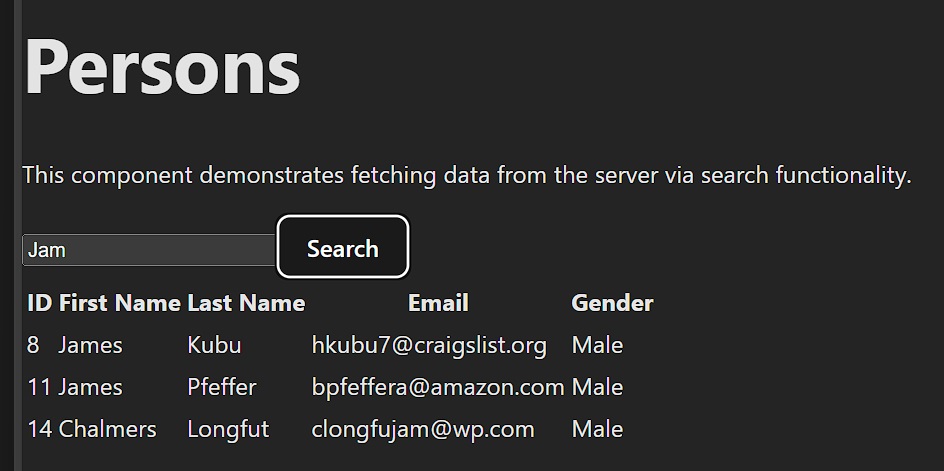 Persons
This component demonstrates fetching data from the server via search functionality.
Jam Search
ID First Name Last Name Email Gender
8 James Kubu hkubu7@craigslist.org Male
11 James Pfeffer bpfeffera@amazon.com Male
14 Chalmers Longfut clongfujam@wp.com Male